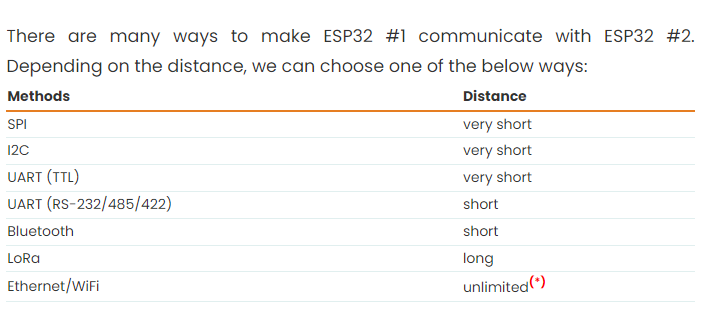 There are many ways to make ESP32 #1 communicate with ESP32 #2.
Depending on the distance, we can choose one of the below ways:
Methods Distance
SPI very short
I2C very short
UART (TTL) very short
UART (RS-232/485/422) short
Bluetooth short
LoRa long
Ethernet/WiFi unlimited(*)